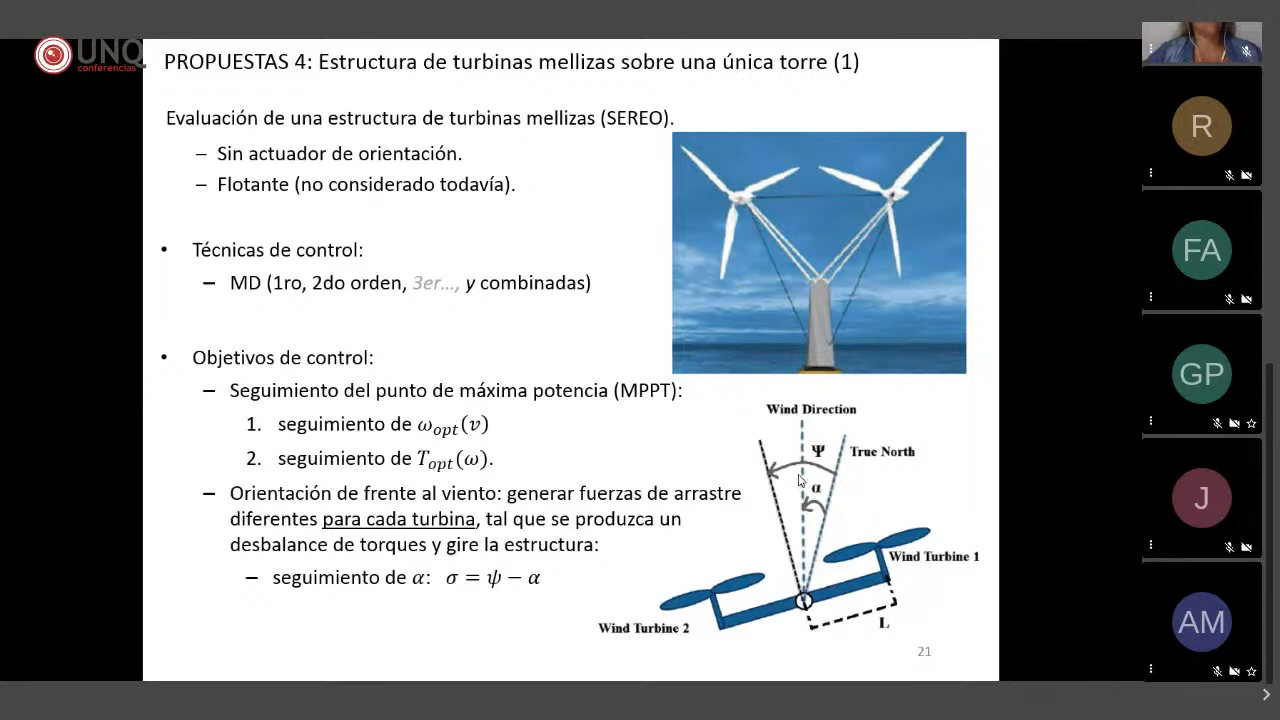 UNQ
conferencias
PROPUESTAS 4: Estructura de turbinas mellizas sobre una única torre (1)
Evaluación de una estructura de turbinas mellizas (SEREO).
– Sin actuador de orientación.
– Flotante (no considerado todavía).
• Técnicas de control:
– MD (1ro, 2do orden, 3er…, y combinadas)
• Objetivos de control:
– Seguimiento del punto de máxima potencia (MPPT):
1. seguimiento de ω_opt(v)
2. seguimiento de T_opt(ω).
– Orientación de frente al viento: generar fuerzas de arrastre
diferentes para cada turbina, tal que se produzca un
desbalance de torques y gire la estructura:
– seguimiento de α: σ = ψ − α
Wind Direction
Ψ
True North
α
Wind Turbine 1
Wind Turbine 2
L
21
R
FA
GP
J
AM